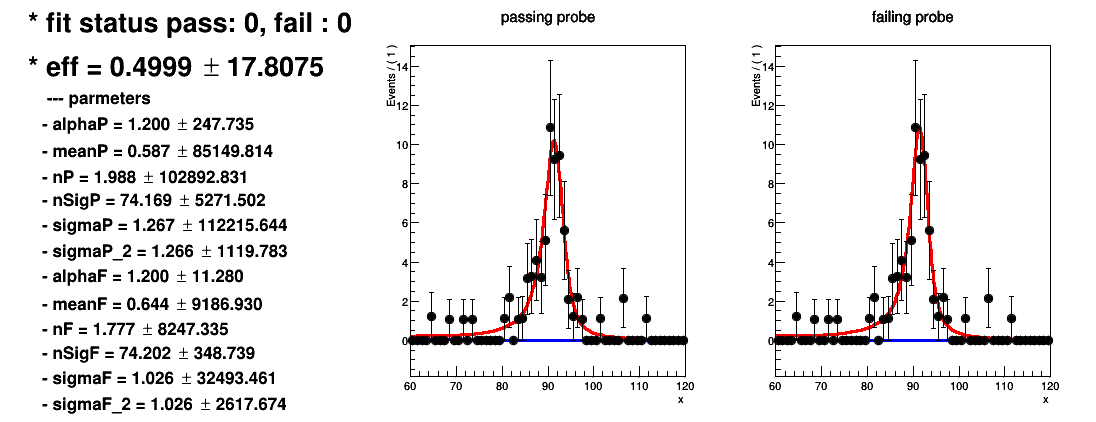 * fit status pass: 0, fail : 0
* eff = 0.4999 ± 17.8075
--- parmeters
- alphaP = 1.200 ± 247.735
- meanP = 0.587 ± 85149.814
- nP = 1.988 ± 102892.831
- nSigP = 74.169 ± 5271.502
- sigmaP = 1.267 ± 112215.644
- sigmaP_2 = 1.266 ± 1119.783
- alphaF = 1.200 ± 11.280
- meanF = 0.644 ± 9186.930
- nF = 1.777 ± 8247.335
- nSigF = 74.202 ± 348.739
- sigmaF = 1.026 ± 32493.461
- sigmaF_2 = 1.026 ± 2617.674
passing probe
Events / ( 1 )
14
12
10
8
6
4
2
0
60 70 80 90 100 110 120
x
failing probe
Events / ( 1 )
14
12
10
8
6
4
2
0
60 70 80 90 100 110 120
x